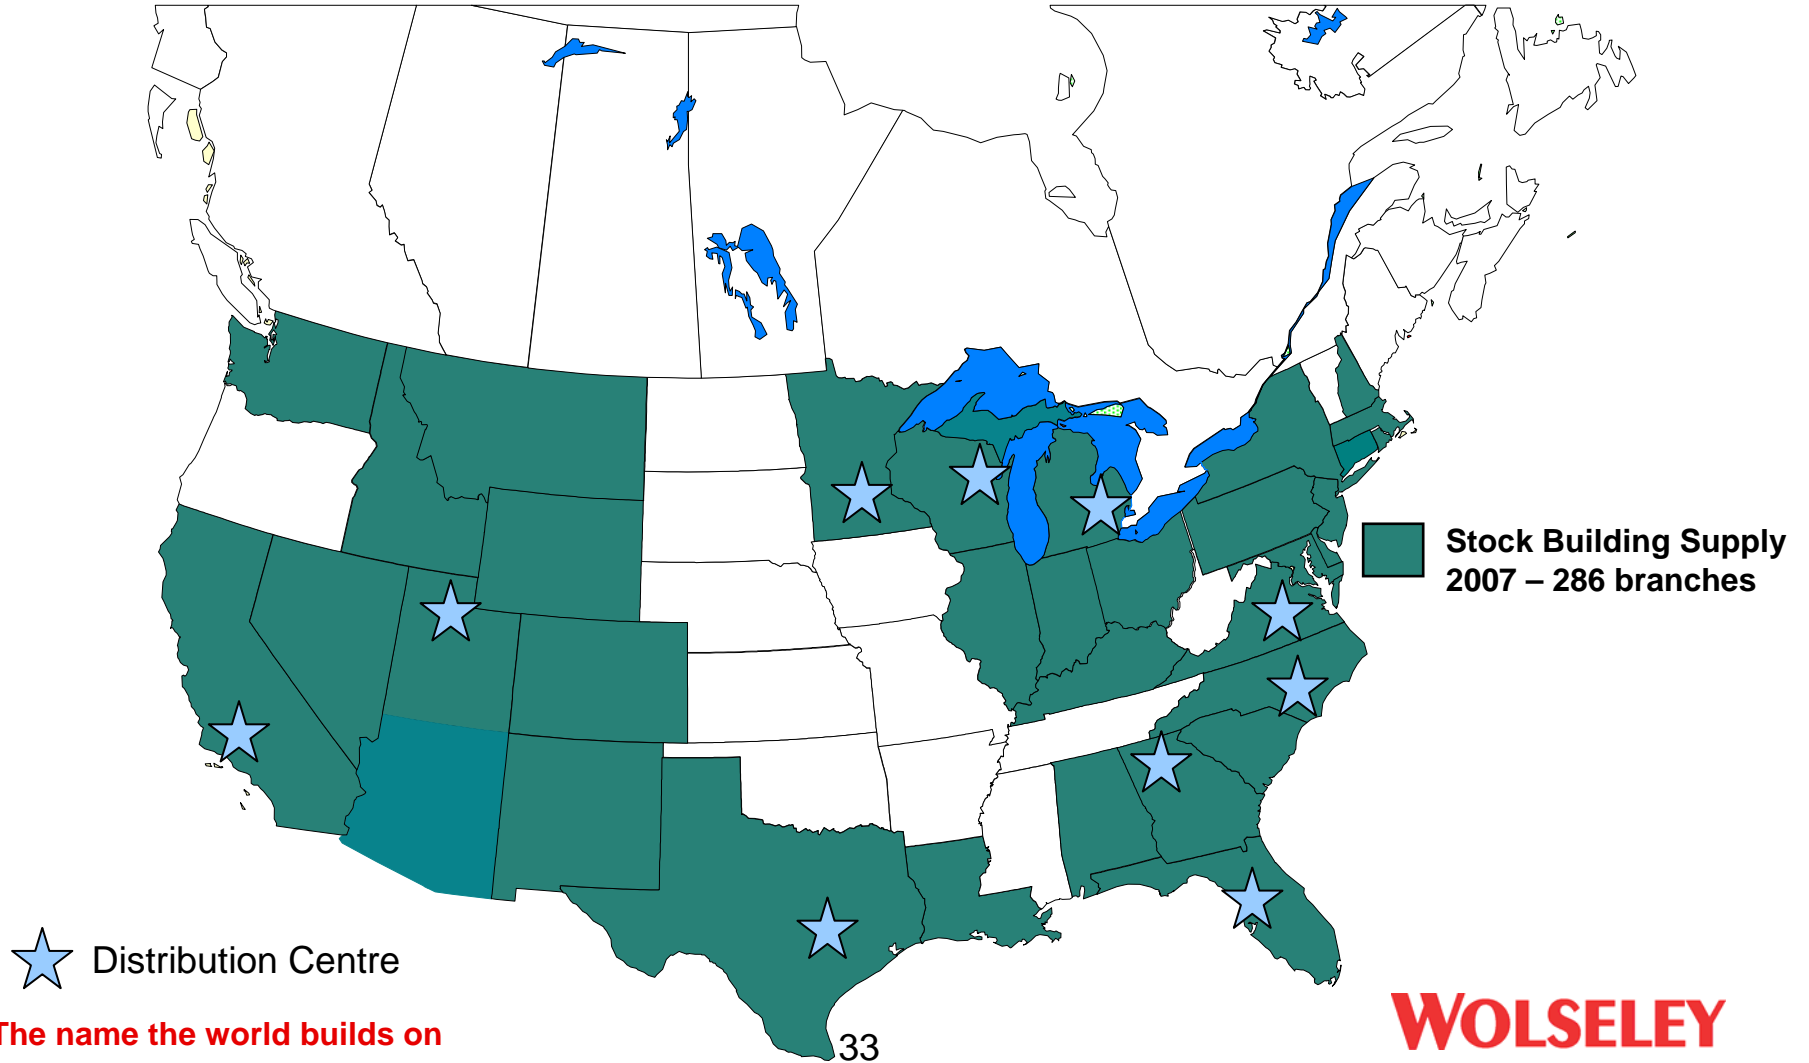 Stock Building Supply
2007 – 286 branches
Distribution Centre
The name the world builds on
33
WOLSELEY